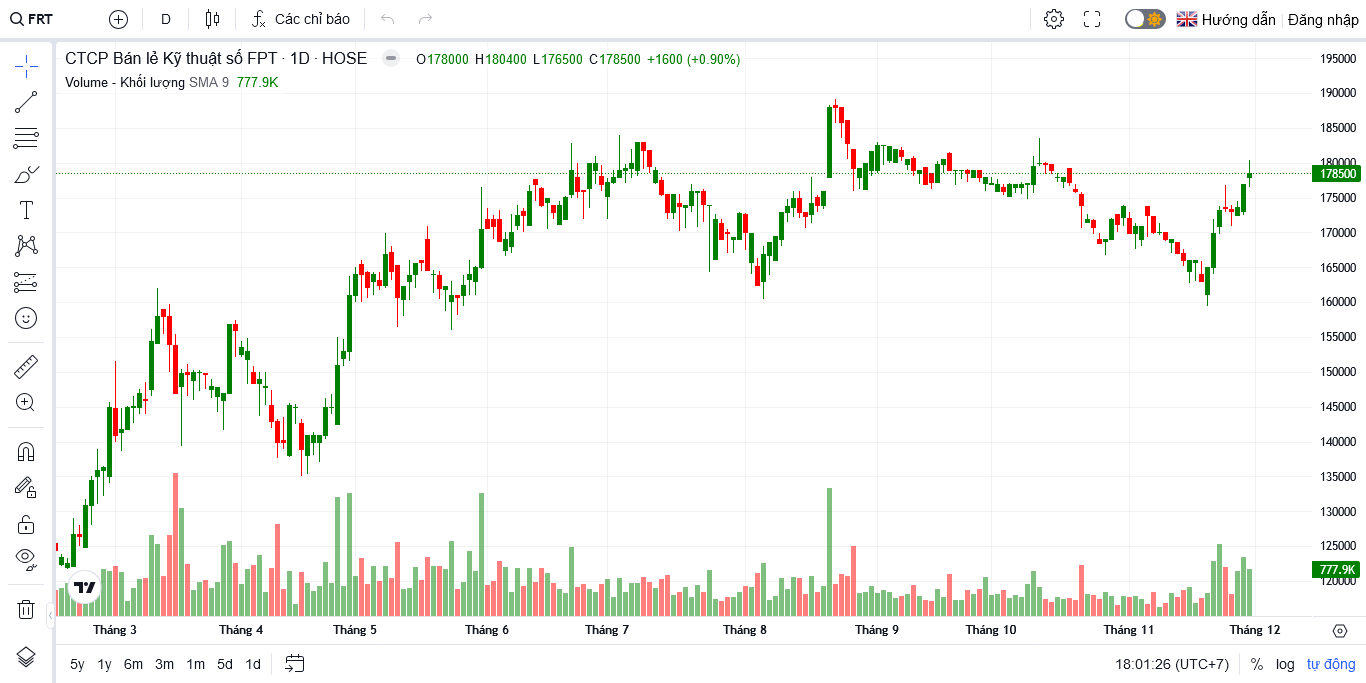 FRT D Các chỉ báo Hướng dẫn Đăng nhập
CTCP Bán lẻ Kỹ thuật số FPT · 1D · HOSE O178000 H180400 L176500 C178500 +1600 (+0.90%)
Volume - Khối lượng SMA 9 777.9K
195000
190000
185000
180000
178500
175000
170000
165000
160000
155000
150000
145000
140000
135000
130000
125000
777.9K
120000
Tháng 3 Tháng 4 Tháng 5 Tháng 6 Tháng 7 Tháng 8 Tháng 9 Tháng 10 Tháng 11 Tháng 12
5y 1y 6m 3m 1m 5d 1d 18:01:26 (UTC+7) % log tự động